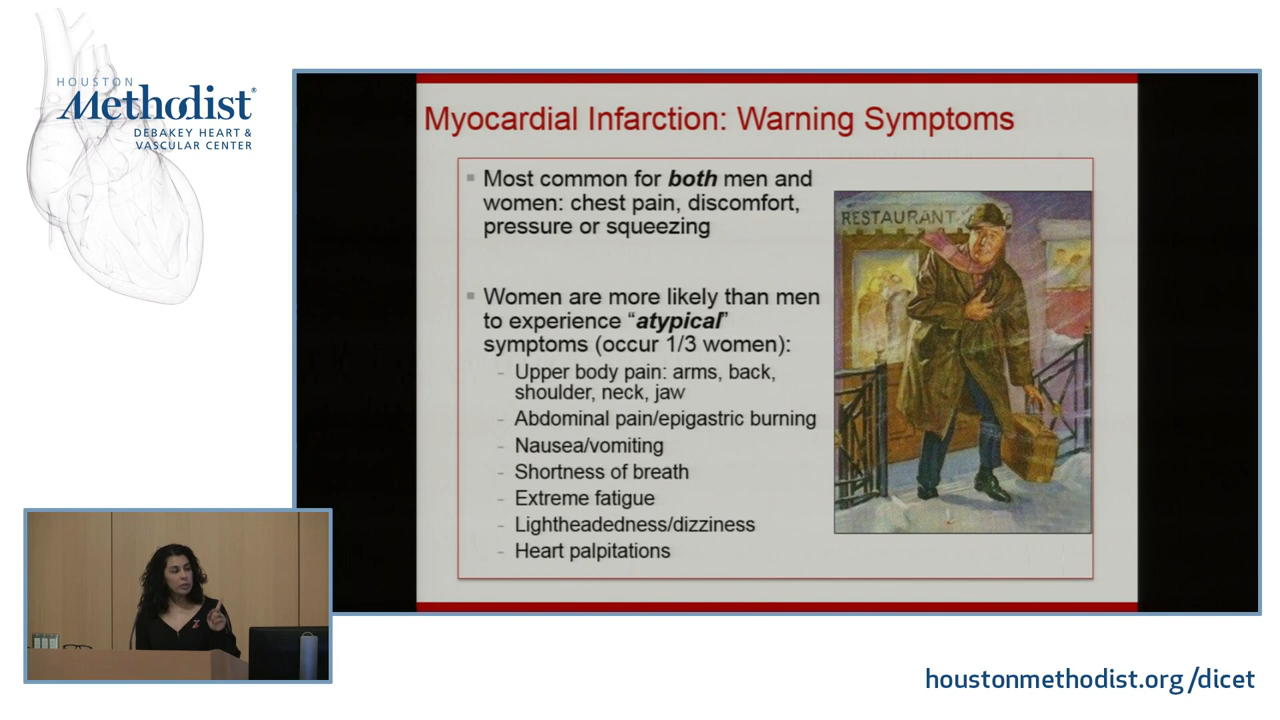 HOUSTON
Methodist®
DEBAKEY HEART &
VASCULAR CENTER
Myocardial Infarction: Warning Symptoms
▪ Most common for both men and
women: chest pain, discomfort,
pressure or squeezing
▪ Women are more likely than men
to experience “atypical”
symptoms (occur 1/3 women):
- Upper body pain: arms, back,
shoulder, neck, jaw
- Abdominal pain/epigastric burning
- Nausea/vomiting
- Shortness of breath
- Extreme fatigue
- Lightheadedness/dizziness
- Heart palpitations
RESTAURANT
houstonmethodist.org/dicet